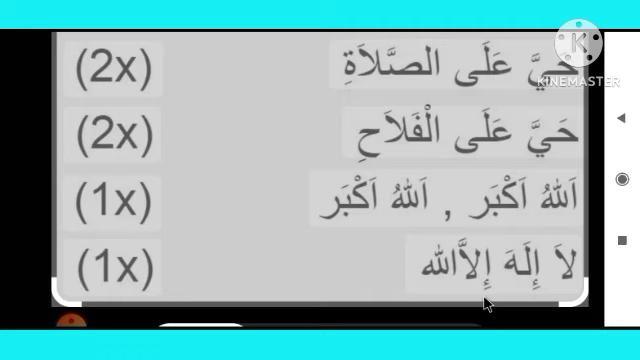 حَيَّ عَلَى الصَّلاَةِ (2x)
حَيَّ عَلَى الْفَلاَحِ (2x)
اَللهُ اَكْبَر , اَللهُ اَكْبَر (1x)
لاَ إِلَهَ إِلاَّالله (1x)
KINEMASTER